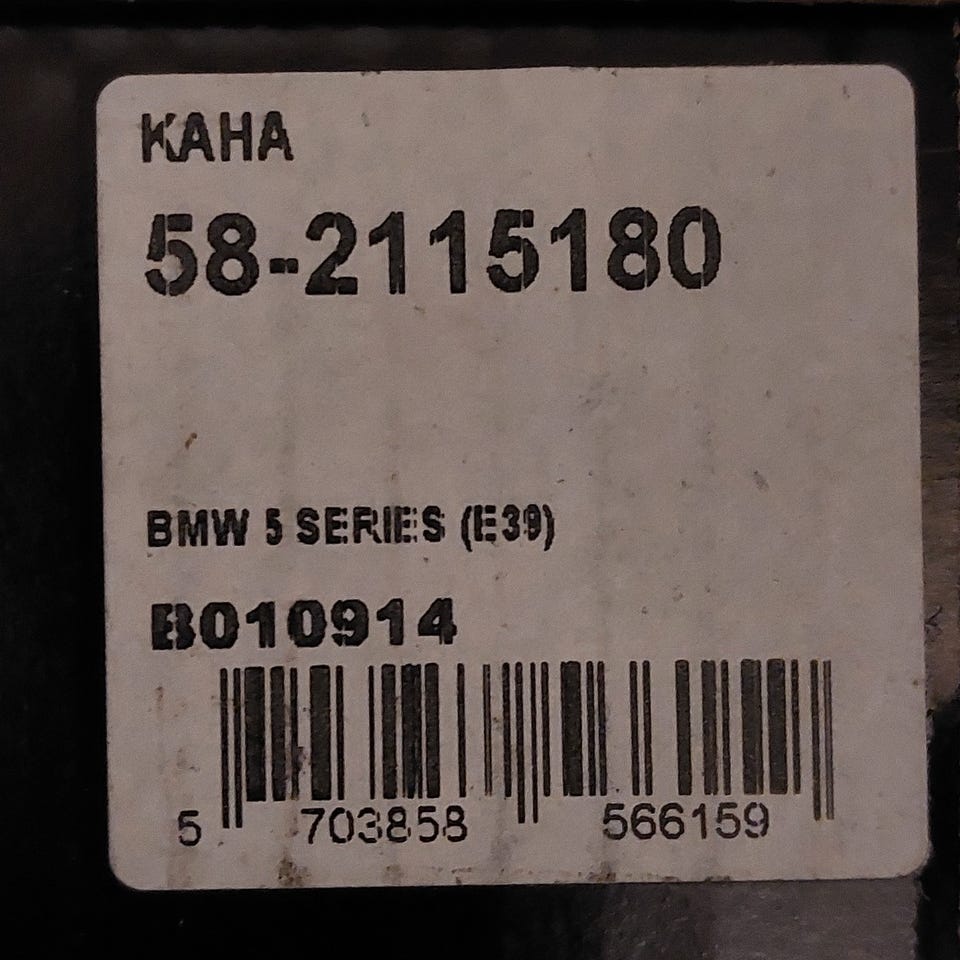 KAHA
58-2115180
BMW 5 SERIES (E39)
B010914
5 703858 566159